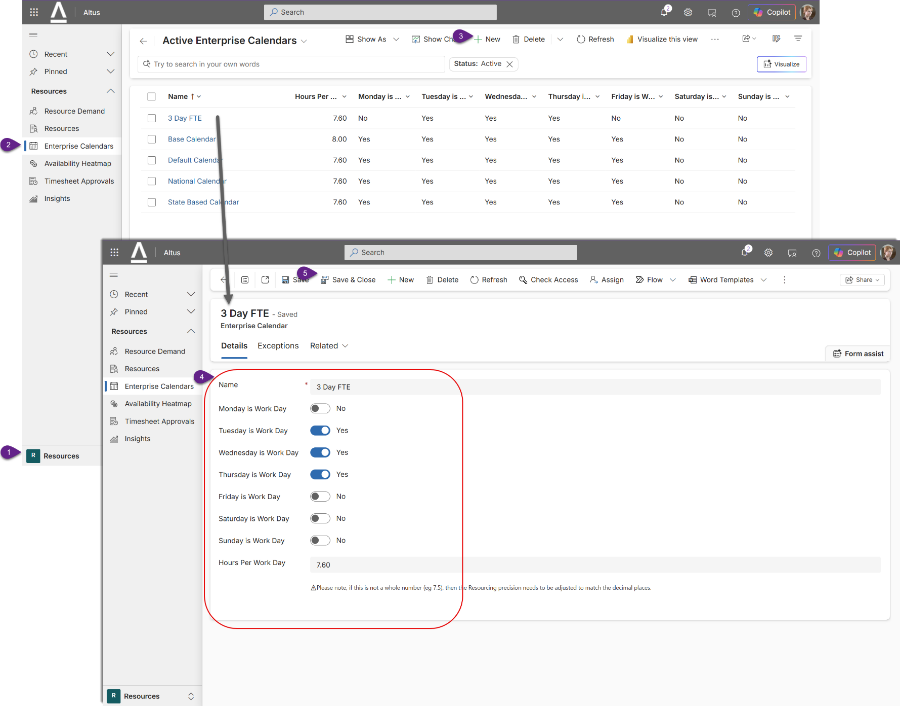 Altus
Search
2
Copilot
Recent
Pinned
Resources
Resource Demand
Resources
2
Enterprise Calendars
Availability Heatmap
Timesheet Approvals
Insights
1
R Resources
Active Enterprise Calendars
Show As
Show
3
New
Delete
Refresh
Visualize this view
Try to search in your own words
Status: Active
Visualize
Name ↑ Hours Per ... Monday is ... Tuesday is ... Wednesda... Thursday i... Friday is W... Saturday is... Sunday is ...
3 Day FTE 7.60 No Yes Yes Yes No No No
Base Calendar 8.00 Yes Yes Yes Yes Yes No No
Default Calendar 7.60 Yes Yes Yes Yes Yes No No
National Calendar 7.60 Yes Yes Yes Yes Yes No No
State Based Calendar 7.60 Yes Yes Yes Yes Yes No No
Altus
Search
Copilot
Recent
Pinned
Resources
Resource Demand
Resources
Enterprise Calendars
Availability Heatmap
Timesheet Approvals
Insights
R Resources
5
Save & Close
New
Delete
Refresh
Check Access
Assign
Flow
Word Templates
Share
3 Day FTE - Saved
Enterprise Calendar
Details Exceptions Related
Form assist
4
Name * 3 Day FTE
Monday is Work Day No
Tuesday is Work Day Yes
Wednesday is Work Day Yes
Thursday is Work Day Yes
Friday is Work Day No
Saturday is Work Day No
Sunday is Work Day No
Hours Per Work Day 7.60
⚠Please note, if this is not a whole number (eg 7.5), then the Resourcing precision needs to be adjusted to match the decimal places.